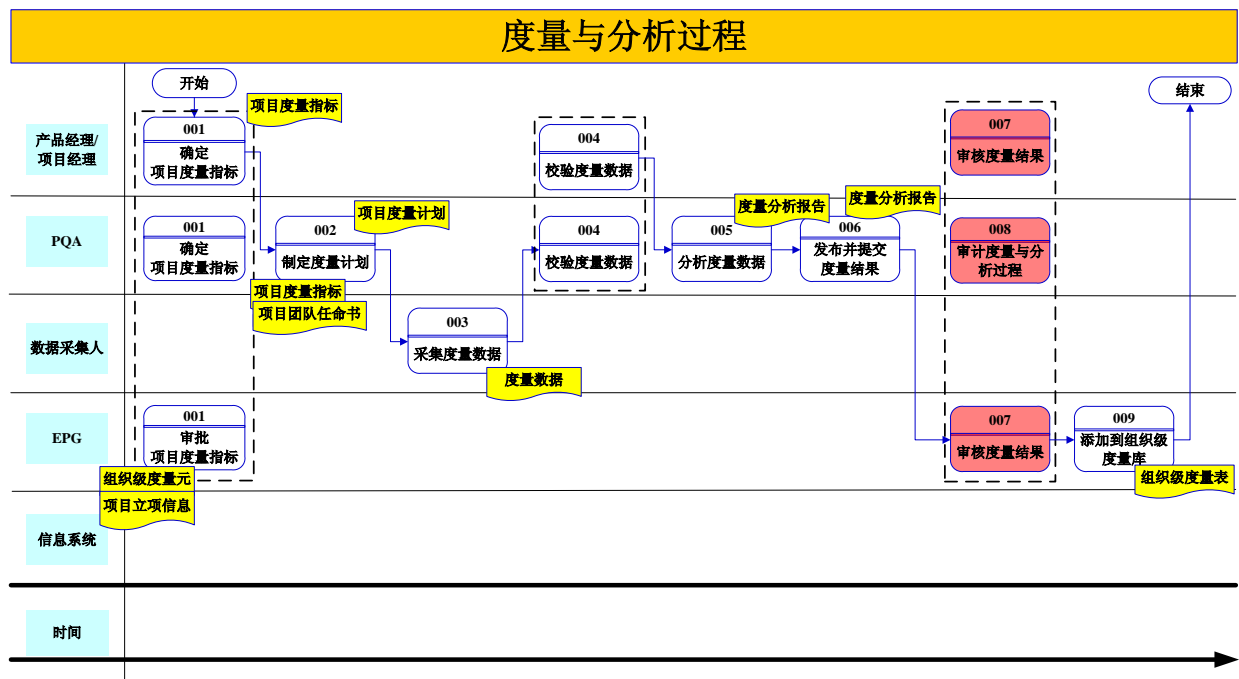 度量与分析过程
开始
结束
产品经理/
项目经理
001
确定
项目度量指标
项目度量指标
004
校验度量数据
007
审核度量结果
PQA
001
确定
项目度量指标
项目度量指标
项目团队任命书
002
制定度量计划
项目度量计划
004
校验度量数据
005
分析度量数据
度量分析报告
006
发布并提交
度量结果
度量分析报告
008
审计度量与分
析过程
数据采集人
003
采集度量数据
度量数据
EPG
001
审批
项目度量指标
组织级度量元
项目立项信息
007
审核度量结果
009
添加到组织级
度量库
组织级度量表
信息系统
时间